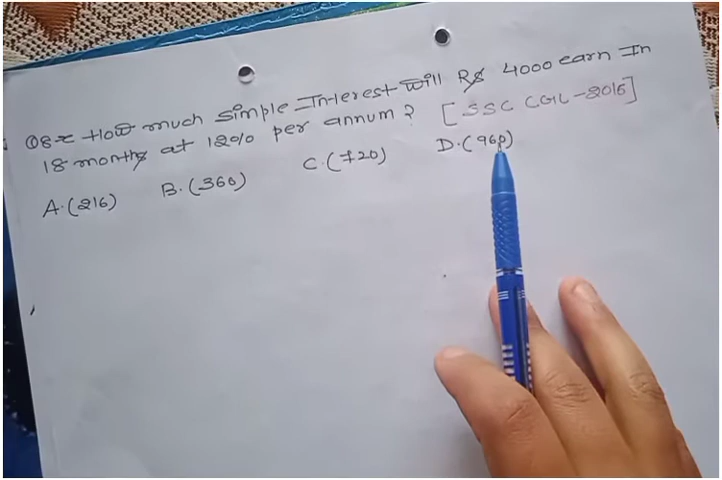 Q8-: How much Simple Interest will Rs 4000 earn In
18 months at 12% per annum? [SSC CGL-2016]
A.(216) B.(360) C.(720) D.(960)